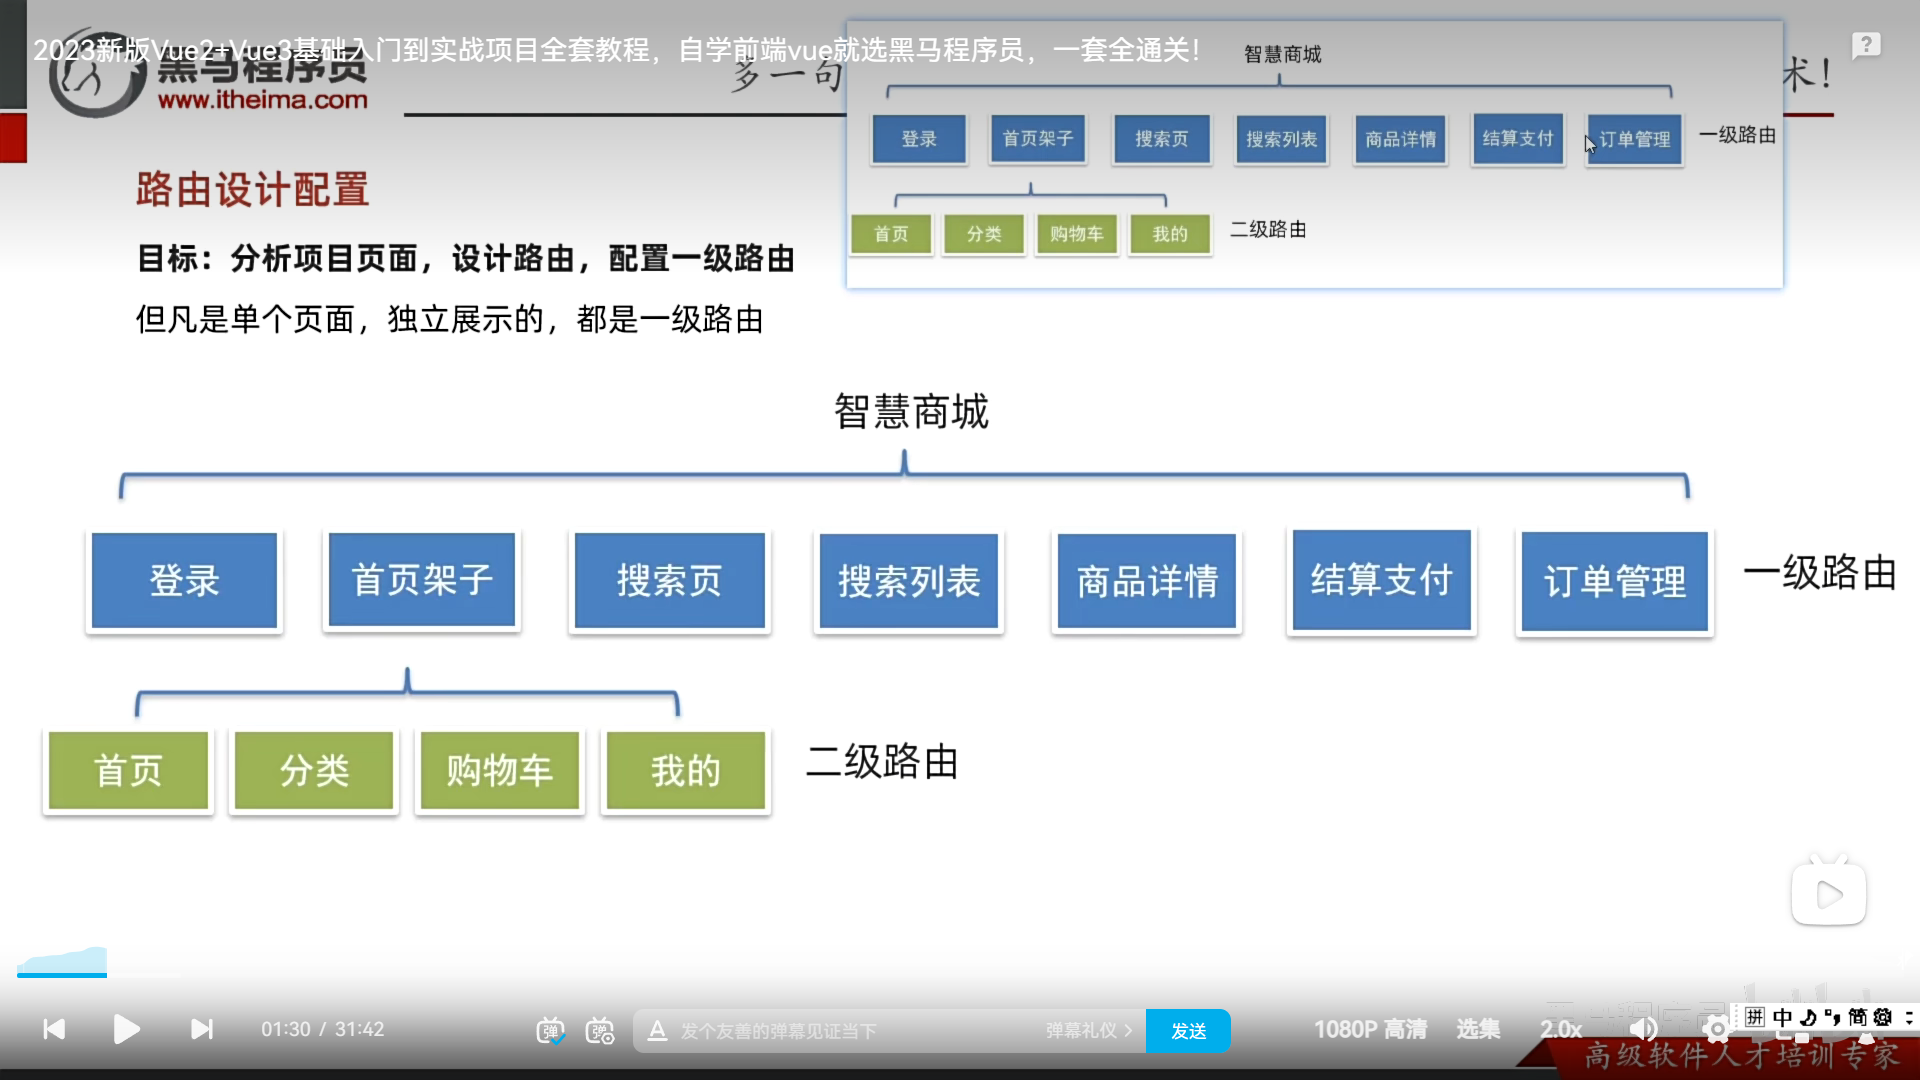 2023新版Vue2+Vue3基础入门到实战项目全套教程，自学前端vue就选黑马程序员，一套全通关！
黑马程序员
www.itheima.com
多一句
术！
智慧商城
登录 首页架子 搜索页 搜索列表 商品详情 结算支付 订单管理 一级路由
首页 分类 购物车 我的 二级路由
路由设计配置
目标：分析项目页面，设计路由，配置一级路由
但凡是单个页面，独立展示的，都是一级路由
智慧商城
登录 首页架子 搜索页 搜索列表 商品详情 结算支付 订单管理 一级路由
首页 分类 购物车 我的 二级路由
01:30 / 31:42
弹 弹
发个友善的弹幕见证当下
弹幕礼仪
发送
1080P 高清
选集
2.0x
拼 中 简
高级软件人才培训专家